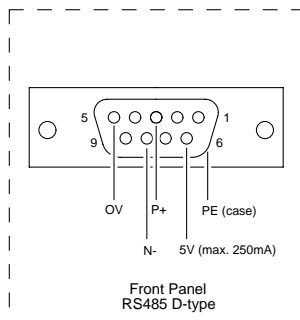 5 1
9 6
OV P+ PE (case)
N- 5V (max. 250mA)
Front Panel
RS485 D-type